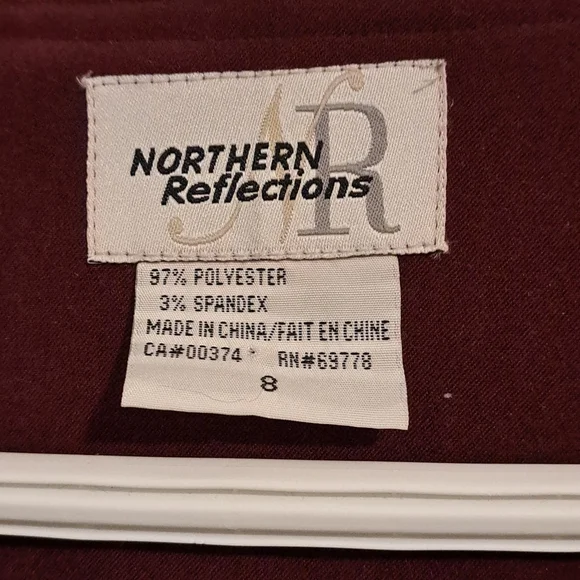 NR
NORTHERN
Reflections
97% POLYESTER
3% SPANDEX
MADE IN CHINA/FAIT EN CHINE
CA#00374 RN#69778
8